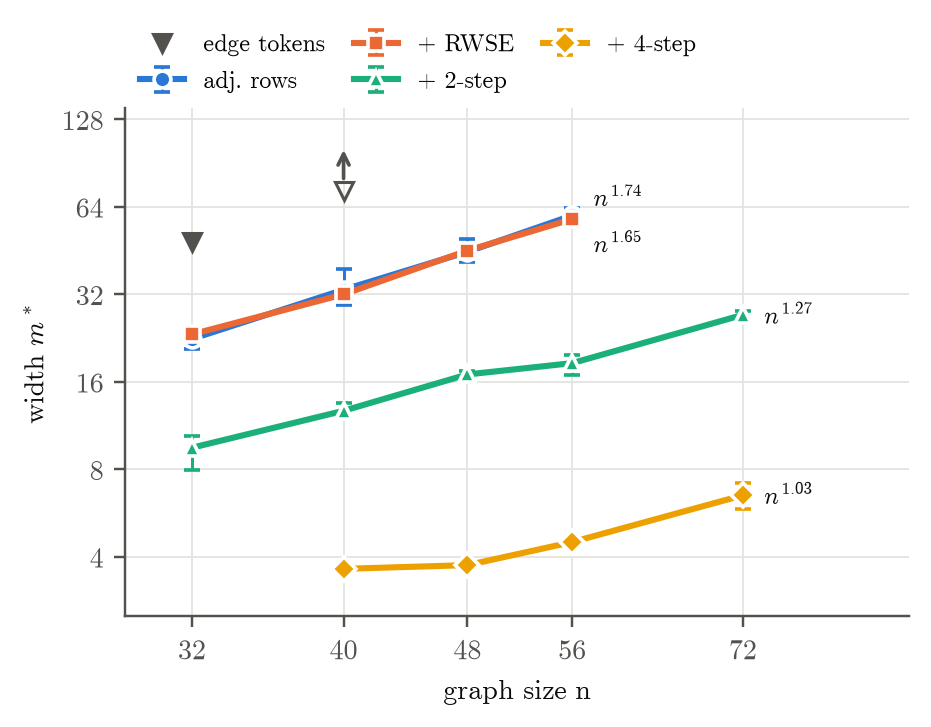 edge tokens + RWSE + 4-step
adj. rows + 2-step
128
64
32
16
8
4
width m*
n^1.74
n^1.65
n^1.27
n^1.03
32 40 48 56 72
graph size n